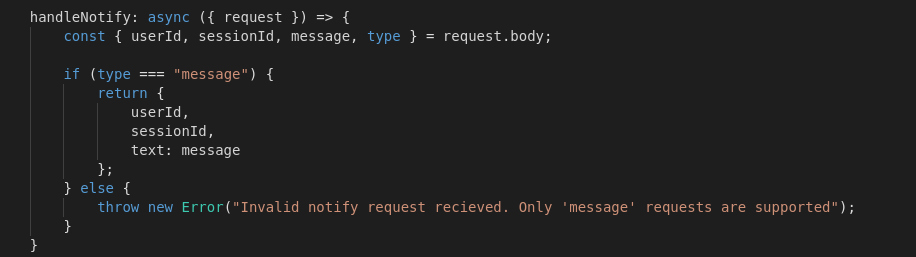 handleNotify: async ({ request }) => {
    const { userId, sessionId, message, type } = request.body;

    if (type === "message") {
        return {
            userId,
            sessionId,
            text: message
        };
    } else {
        throw new Error("Invalid notify request recieved. Only 'message' requests are supported");
    }
}